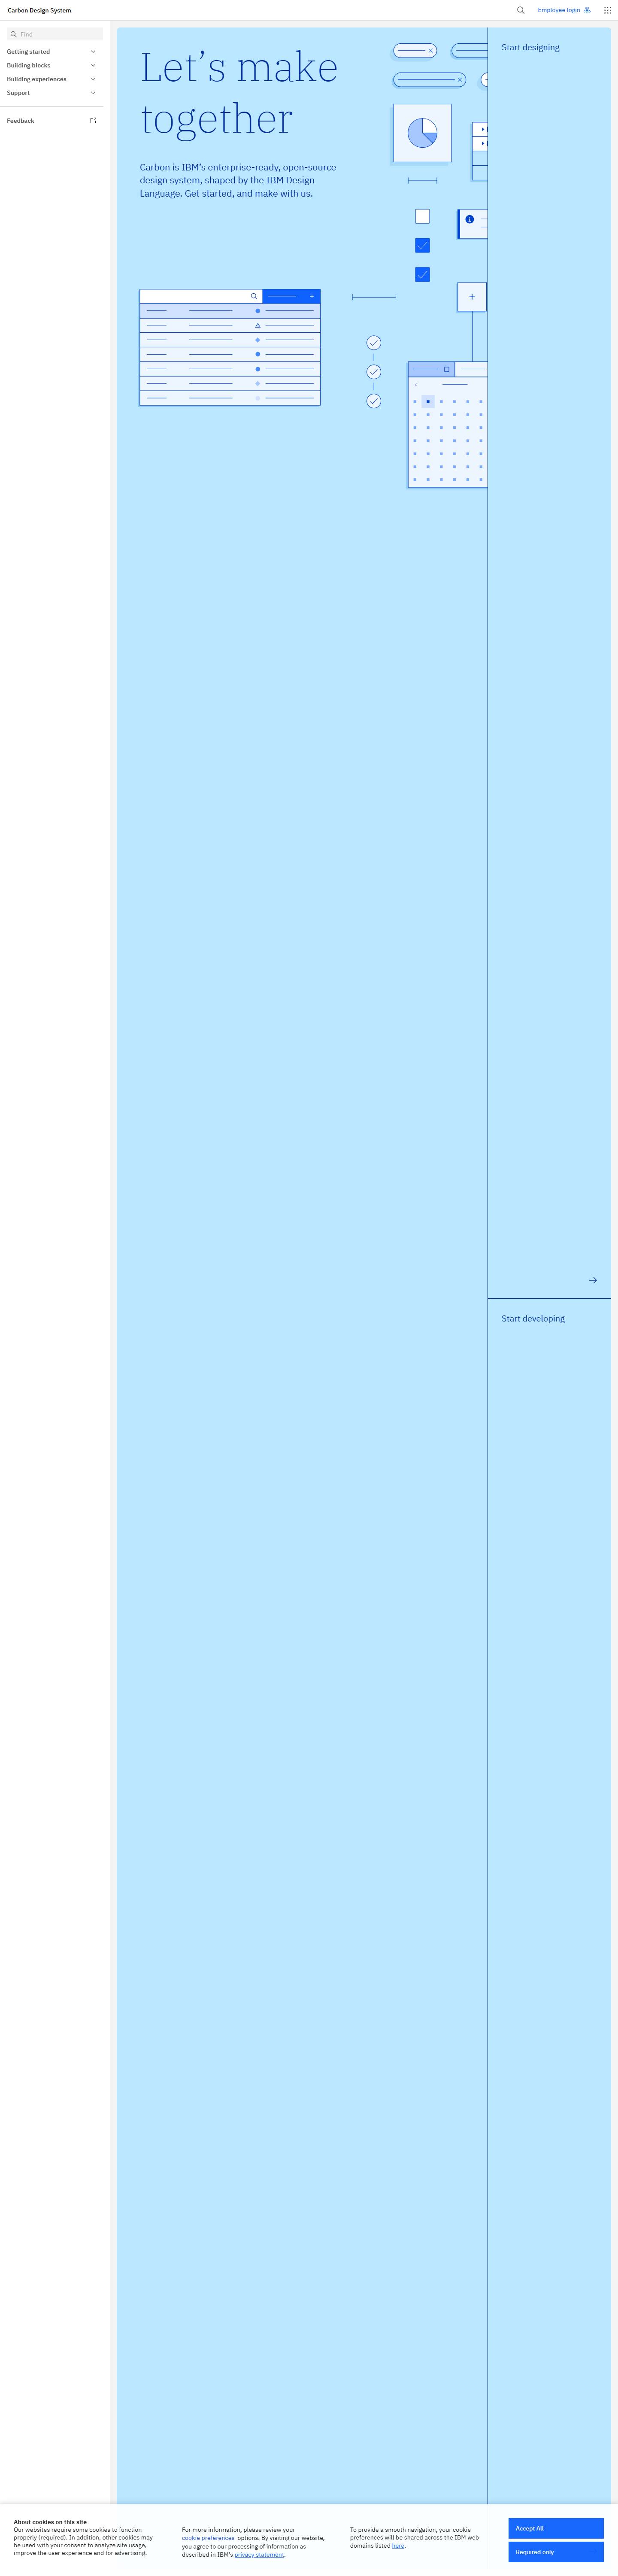 Carbon Design System
Employee login
Find
Getting started
Building blocks
Building experiences
Support
Feedback
Let’s make
together
Carbon is IBM’s enterprise-ready, open-source
design system, shaped by the IBM Design
Language. Get started, and make with us.
Start designing
Start developing
About cookies on this site
Our websites require some cookies to function
properly (required). In addition, other cookies may
be used with your consent to analyze site usage,
improve the user experience and for advertising.
For more information, please review your
cookie preferences options. By visiting our website,
you agree to our processing of information as
described in IBM’s privacy statement.
To provide a smooth navigation, your cookie
preferences will be shared across the IBM web
domains listed here.
Accept All
Required only